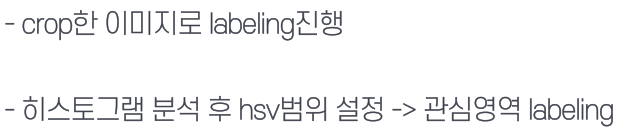 - crop한 이미지로 labeling진행
- 히스토그램 분석 후 hsv범위 설정 -> 관심영역 labeling